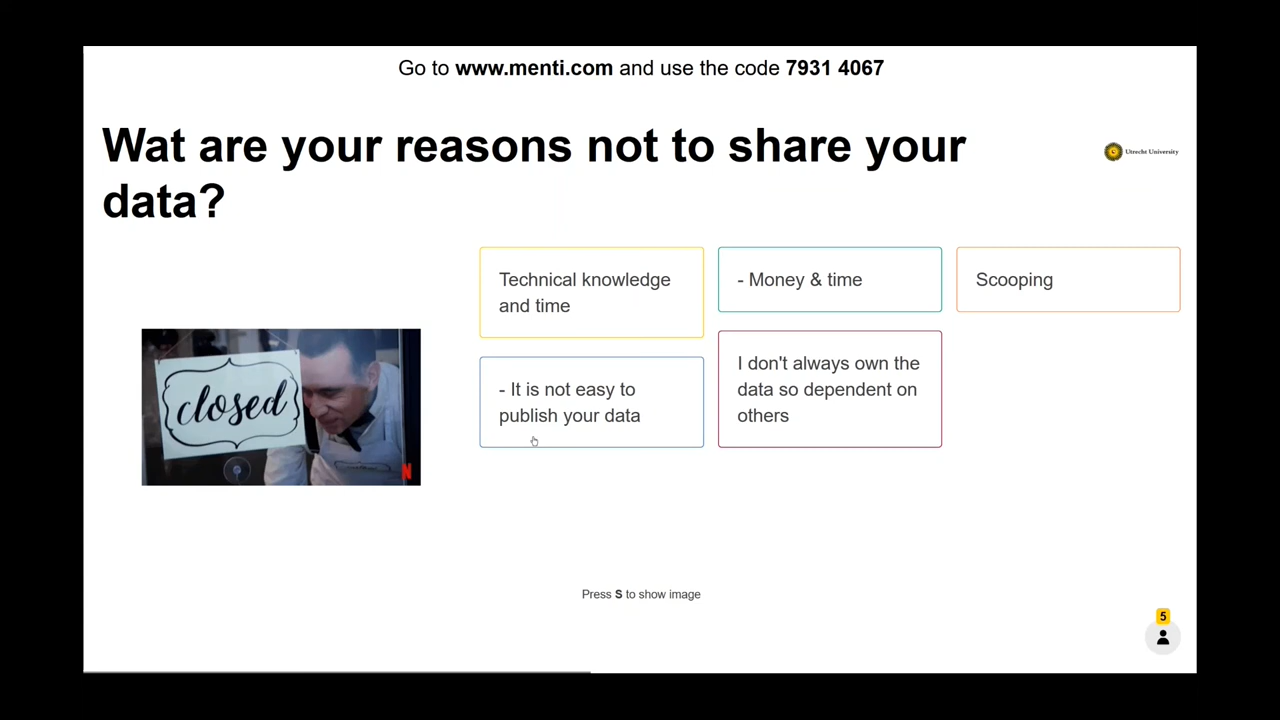 Go to www.menti.com and use the code 7931 4067
Wat are your reasons not to share your
data?
Utrecht University
Technical knowledge
and time
- Money & time
Scooping
- It is not easy to
publish your data
I don't always own the
data so dependent on
others
closed
N
Press S to show image
5